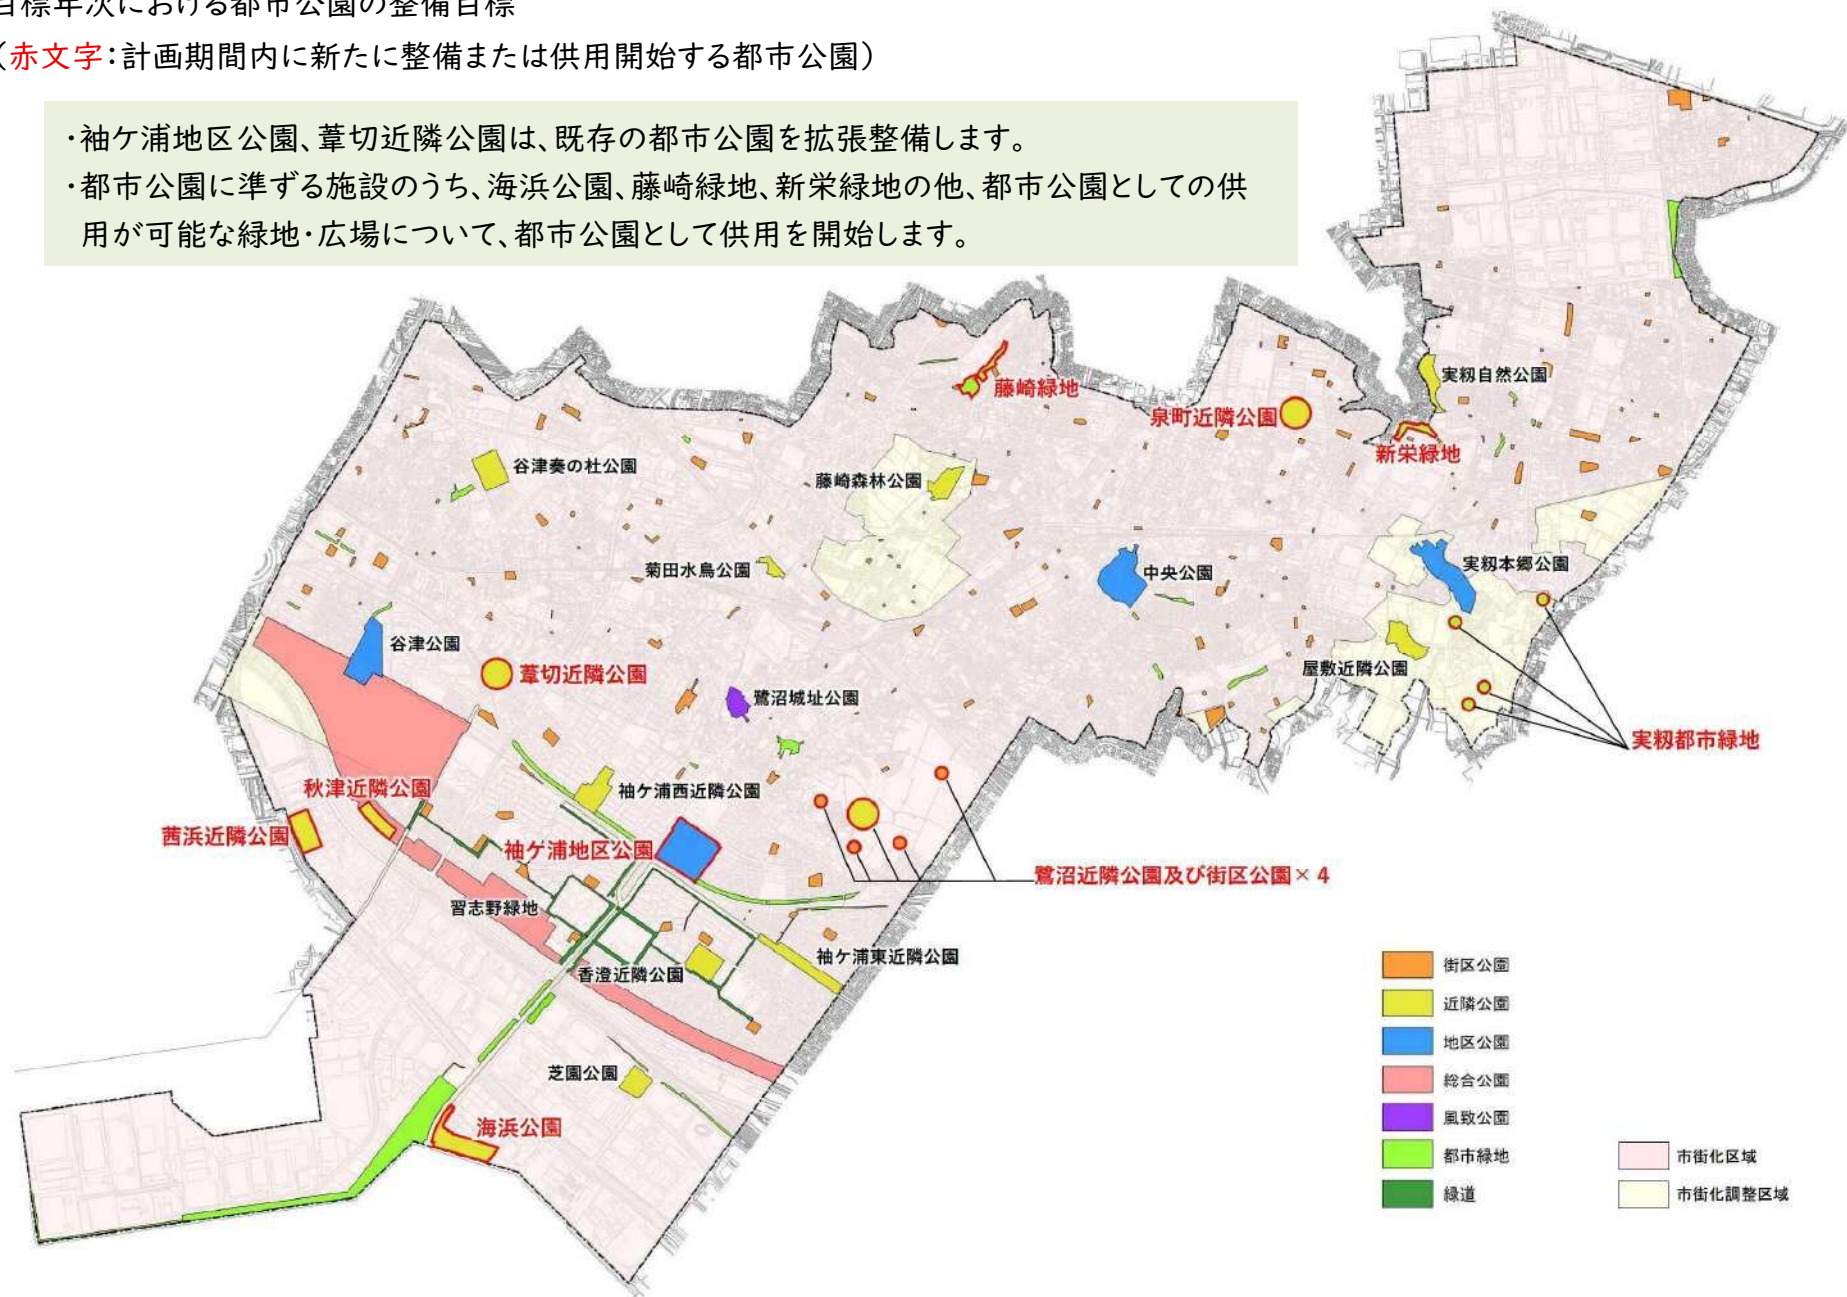 目標年次における都市公園の整備目標
(赤文字:計画期間内に新たに整備または供用開始する都市公園)
・袖ケ浦地区公園、葦切近隣公園は、既存の都市公園を拡張整備します。
・都市公園に準ずる施設のうち、海浜公園、藤崎緑地、新栄緑地の他、都市公園としての供
用が可能な緑地・広場について、都市公園として供用を開始します。
実籾自然公園
藤崎緑地
泉町近隣公園
新栄緑地
谷津奏の杜公園
藤崎森林公園
菊田水鳥公園
中央公園
実籾本郷公園
谷津公園
葦切近隣公園
屋敷近隣公園
鷺沼城址公園
実籾都市緑地
秋津近隣公園
袖ケ浦西近隣公園
茜浜近隣公園
袖ケ浦地区公園
鷺沼近隣公園及び街区公園×4
習志野緑地
袖ケ浦東近隣公園
香澄近隣公園
芝園公園
海浜公園
街区公園
近隣公園
地区公園
総合公園
風致公園
都市緑地
緑道
市街化区域
市街化調整区域